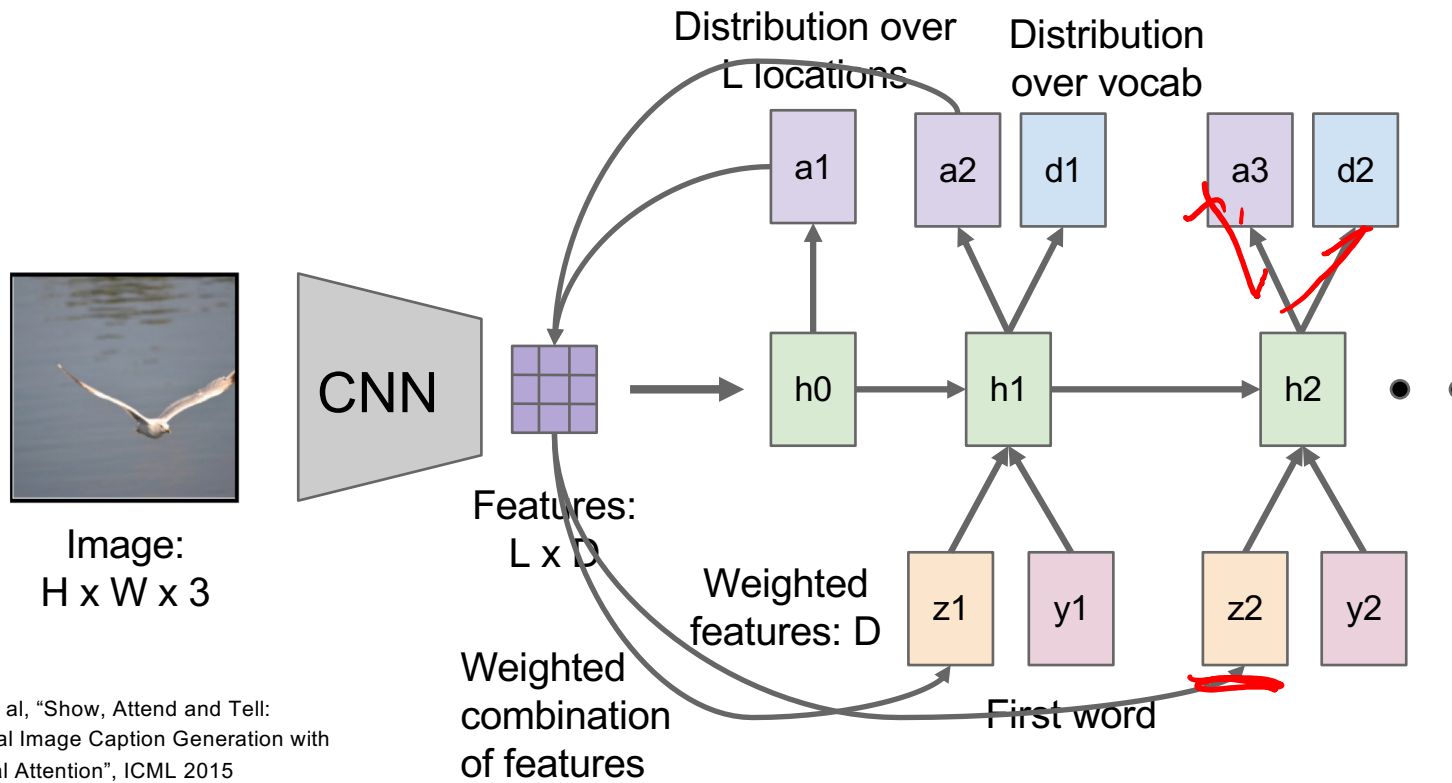 Distribution over
L locations
Distribution
over vocab
a1
a2
d1
a3
d2
CNN
h0
h1
h2
Features:
L x D
Image:
H x W x 3
Weighted
features: D
z1
y1
z2
y2
Weighted
combination
of features
First word
al, “Show, Attend and Tell:
al Image Caption Generation with
al Attention”, ICML 2015